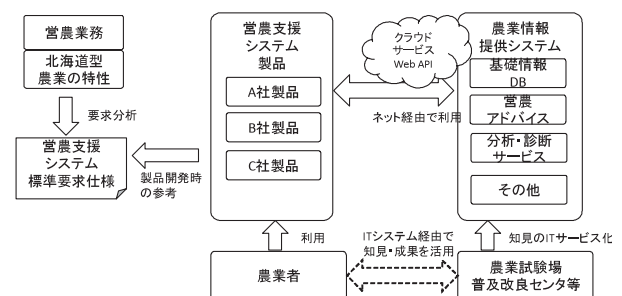 営農業務
北海道型
農業の特性
要求分析
営農支援
システム
標準要求仕様
製品開発時
の参考
営農支援
システム
製品
A社製品
B社製品
C社製品
クラウド
サービス
Web API
ネット経由で利用
農業情報
提供システム
基礎情報
DB
営農
アドバイス
分析・診断
サービス
その他
利用
ITシステム経由で
知見・成果を活用
知見のITサービス化
農業者
農業試験場
普及改良センタ等